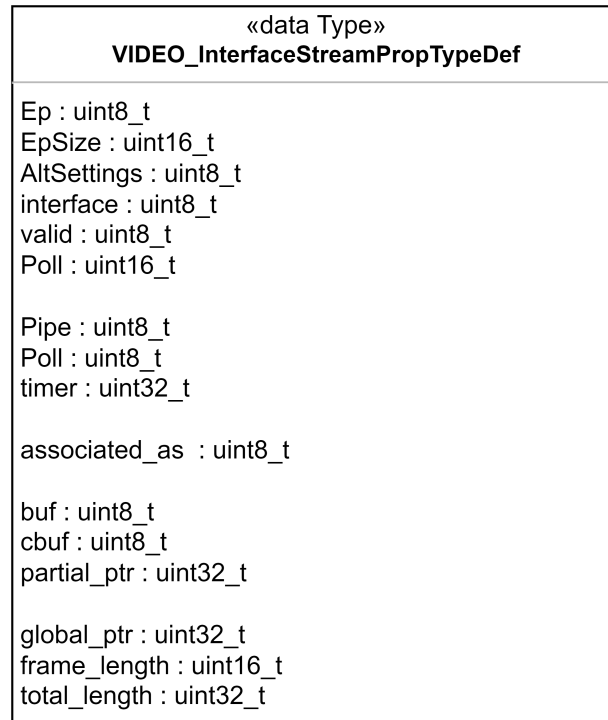 «data Type»
VIDEO_InterfaceStreamPropTypeDef
Ep : uint8_t
EpSize : uint16_t
AltSettings : uint8_t
interface : uint8_t
valid : uint8_t
Poll : uint16_t
Pipe : uint8_t
Poll : uint8_t
timer : uint32_t
associated_as : uint8_t
buf : uint8_t
cbuf : uint8_t
partial_ptr : uint32_t
global_ptr : uint32_t
frame_length : uint16_t
total_length : uint32_t